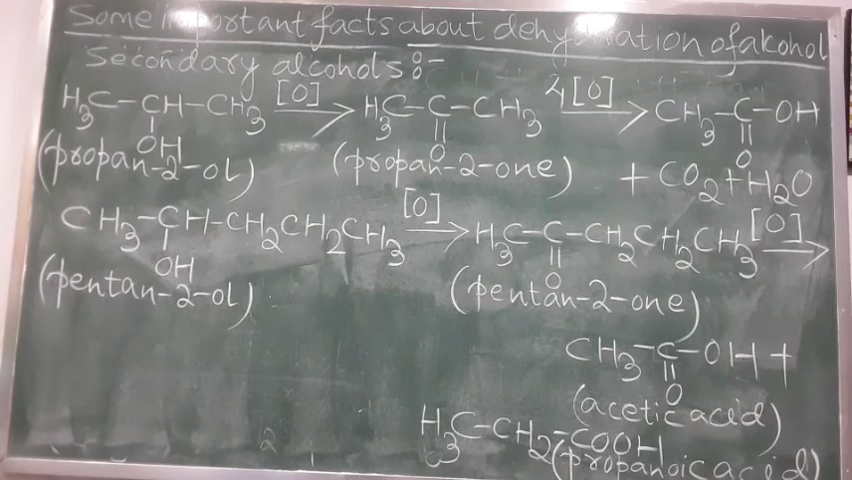 Some important facts about dehydration of alcohol
Secondary alcohols :-
H3C-CH-CH3 [O] → H3C-C-CH3 4[O] → CH3-C-OH
OH O O
(propan-2-ol) (propan-2-one) + CO2+H2O
CH3-CH-CH2CH2CH3 [O] → H3C-C-CH2CH2CH3 [O] →
OH O
(pentan-2-ol) (pentan-2-one)
CH3-C-OH +
O
(acetic acid)
H3C-CH2-COOH
(propanoic acid)